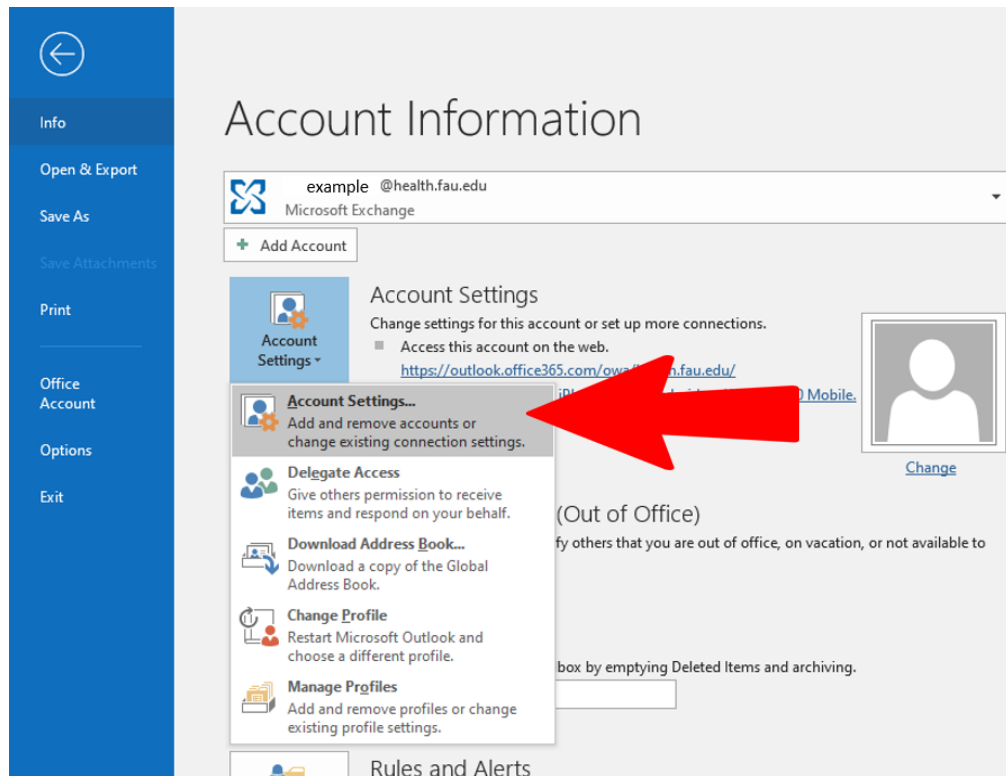 Account Information
Info
Open & Export
Save As
Save Attachments
Print
Office
Account
Options
Exit
example @health.fau.edu
Microsoft Exchange
Add Account
Account
Settings
Account Settings
Change settings for this account or set up more connections.
Access this account on the web.
https://outlook.office365.com/owa/ n.fau.edu/
0 Mobile.
Change
Account Settings...
Add and remove accounts or
change existing connection settings.
Delegate Access
Give others permission to receive
items and respond on your behalf.
Download Address Book...
Download a copy of the Global
Address Book.
Change Profile
Restart Microsoft Outlook and
choose a different profile.
Manage Profiles
Add and remove profiles or change
existing profile settings.
(Out of Office)
fy others that you are out of office, on vacation, or not available to
box by emptying Deleted Items and archiving.
Rules and Alerts